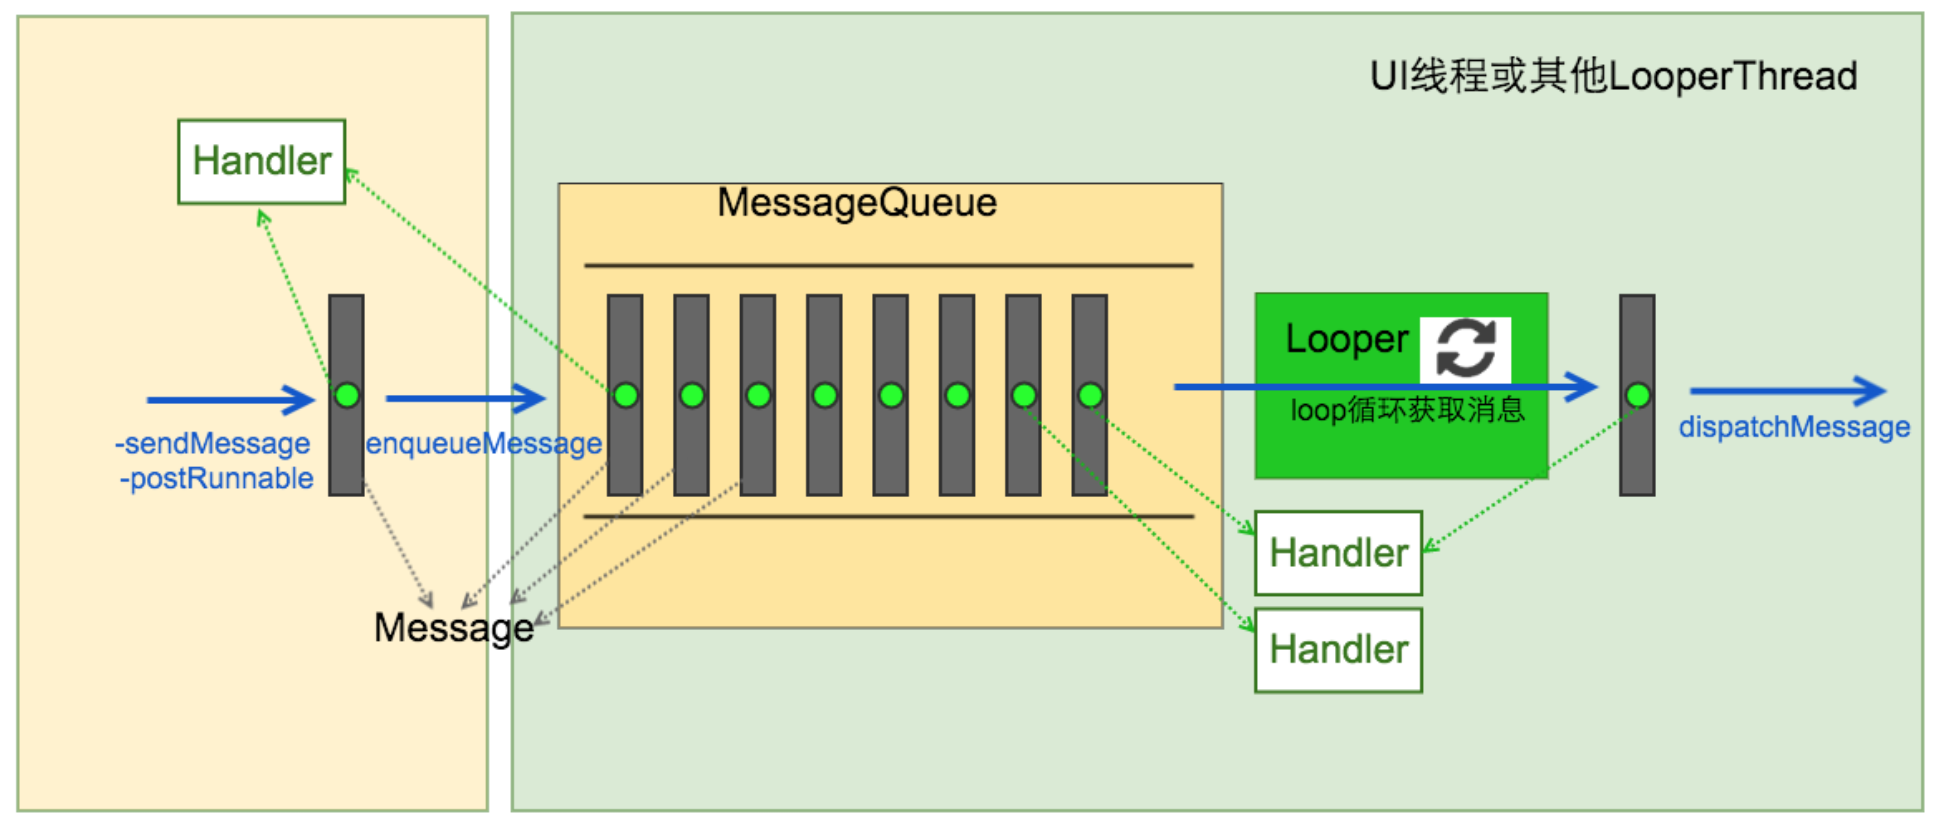 UI线程或其他LooperThread
Handler
MessageQueue
Looper
loop循环获取消息
-sendMessage
-postRunnable
enqueueMessage
dispatchMessage
Handler
Message
Handler